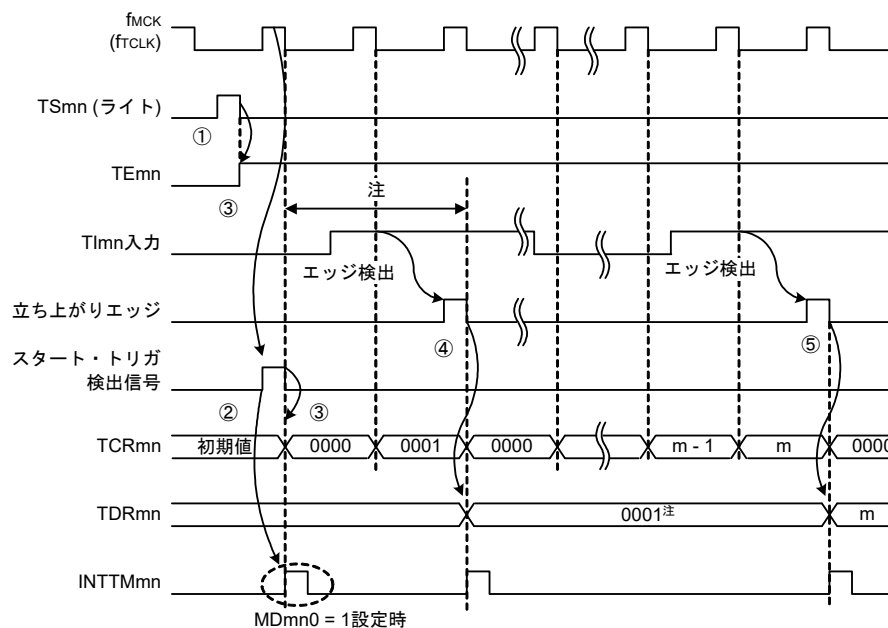 fMCK
(fTCLK)
TSmn (ライト)
①
TEmn
③
注
TImn入力
エッジ検出
エッジ検出
立ち上がりエッジ
④
⑤
スタート・トリガ
検出信号
②
③
TCRmn
初期値
0000
0001
0000
m - 1
m
0000
TDRmn
0001注
m
INTTMmn
MDmn0 = 1設定時